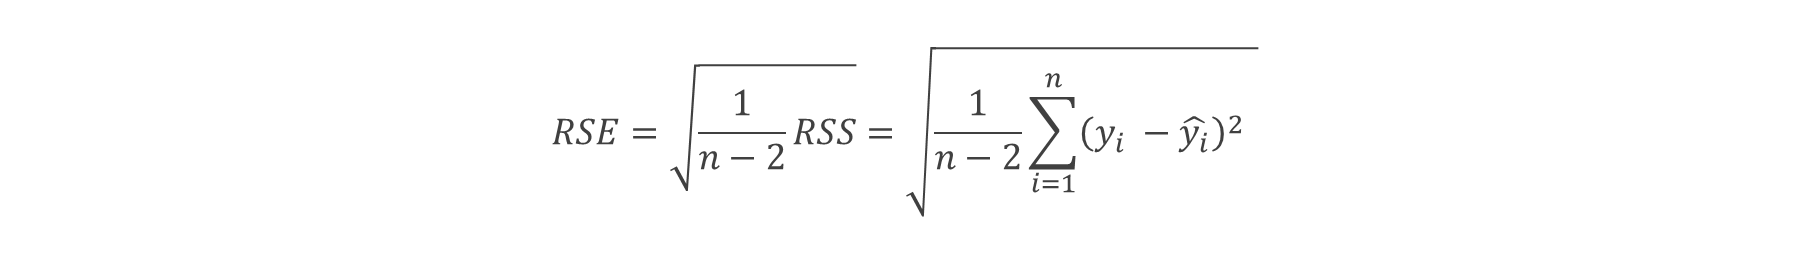 RSE = √(1/(n − 2) RSS) = √(1/(n − 2) ∑_{i=1}^{n} (y_i − ŷ_i)²)